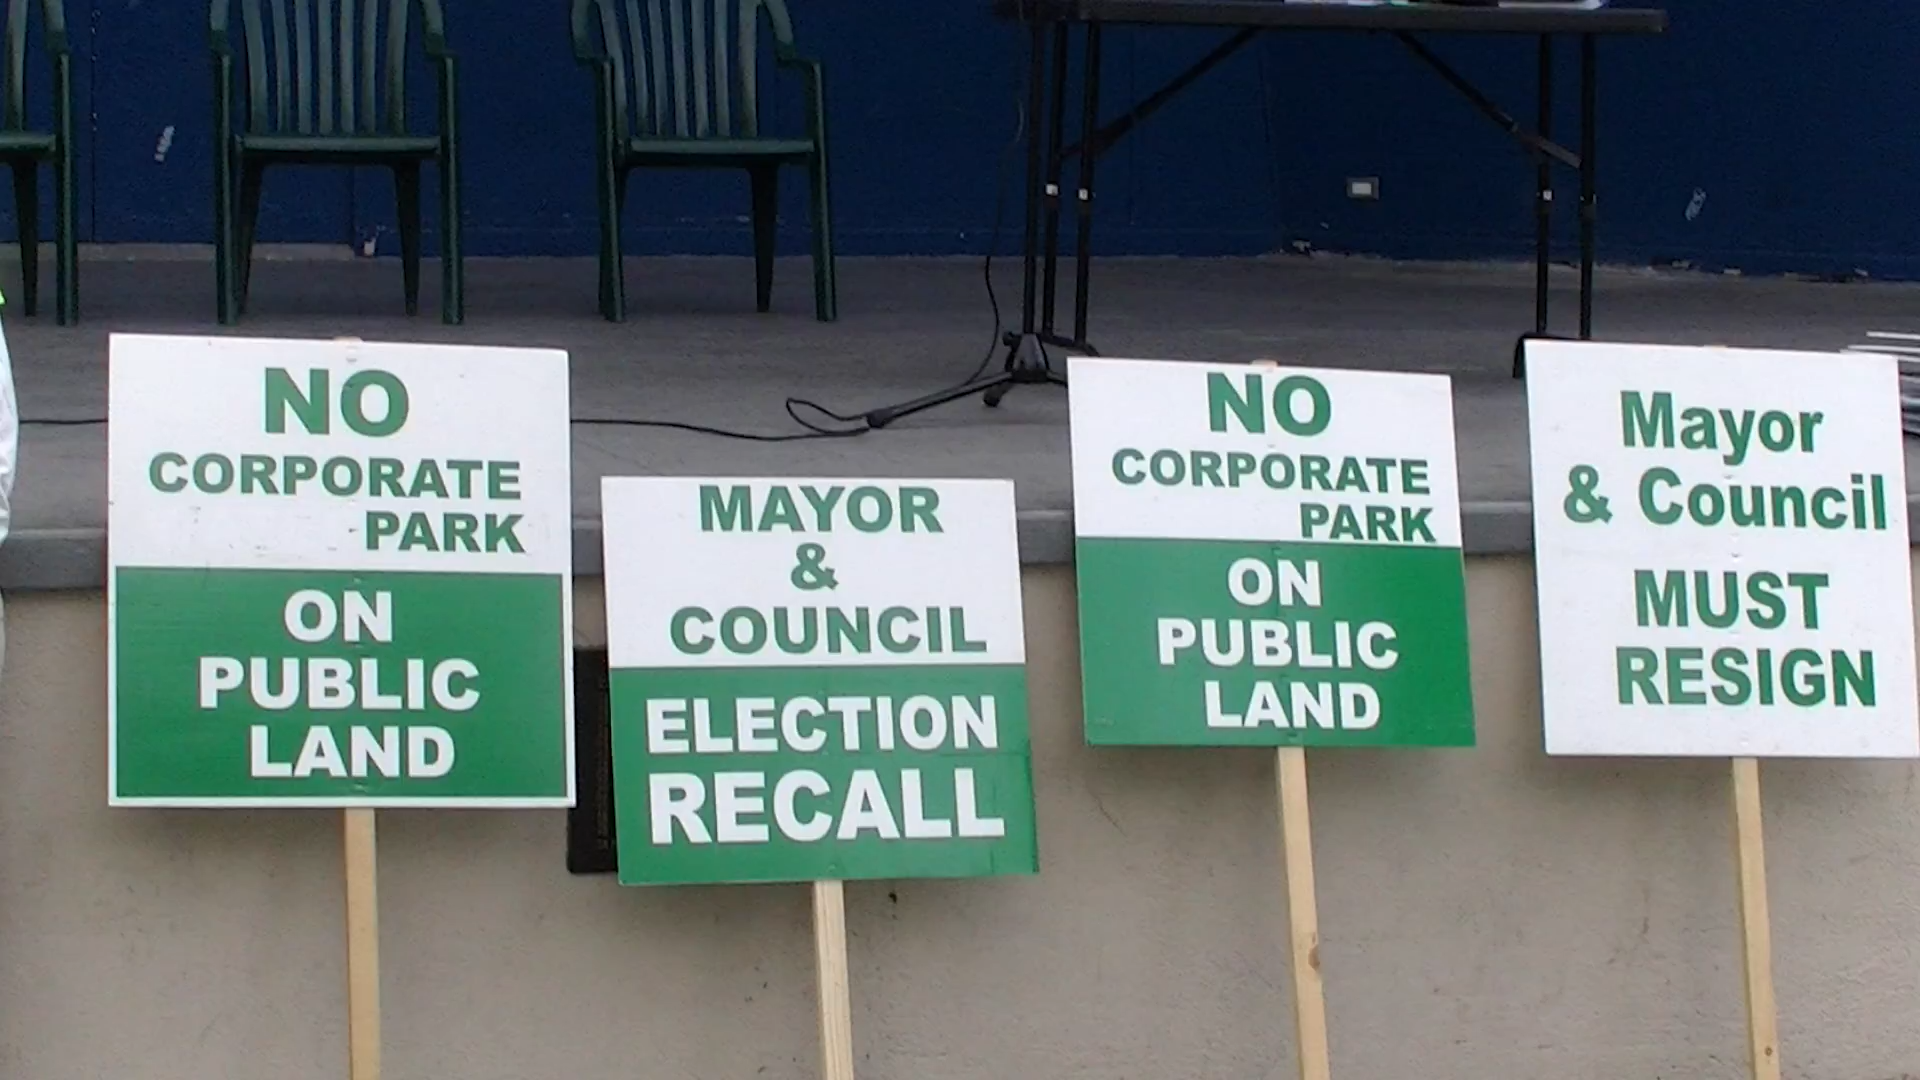 NO
CORPORATE
PARK
ON
PUBLIC
LAND
MAYOR
&
COUNCIL
ELECTION
RECALL
NO
CORPORATE
PARK
ON
PUBLIC
LAND
Mayor
& Council
MUST
RESIGN